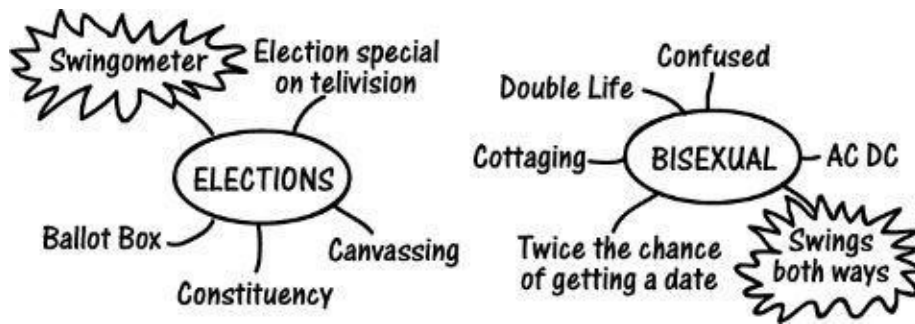 Swingometer
Election special
on telivision
ELECTIONS
Ballot Box
Canvassing
Constituency
Confused
Double Life
Cottaging
BISEXUAL
AC DC
Twice the chance
of getting a date
Swings
both ways